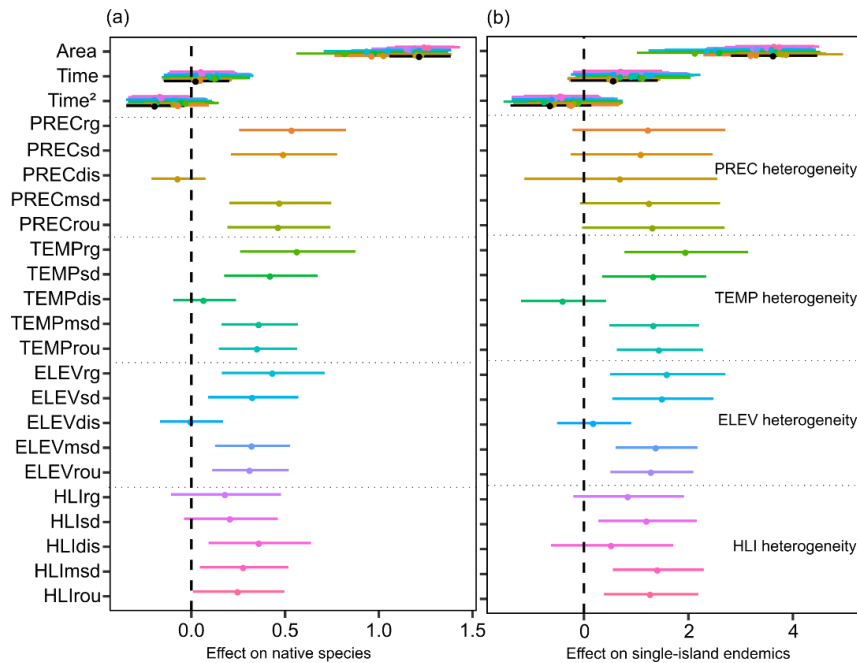 (a)
(b)
Area
Time
Time²
PRECrg
PRECsd
PRECdis
PRECmsd
PRECrou
TEMPrg
TEMPsd
TEMPdis
TEMPmsd
TEMProu
ELEVrg
ELEVsd
ELEVdis
ELEVmsd
ELEVrou
HLIrg
HLIsd
HLIdis
HLImsd
HLIrou
PREC heterogeneity
TEMP heterogeneity
ELEV heterogeneity
HLI heterogeneity
0.0 0.5 1.0 1.5
Effect on native species
0 2 4
Effect on single-island endemics